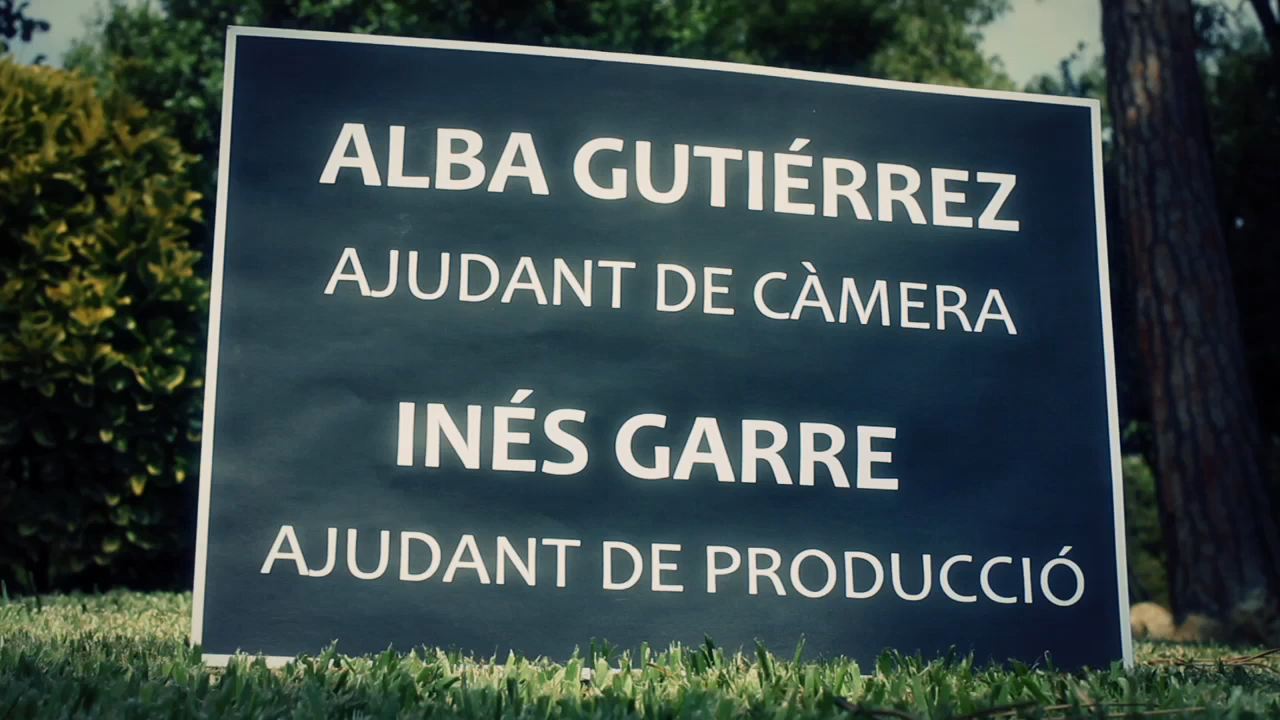 ALBA GUTIÉRREZ
AJUDANT DE CÀMERA
INÉS GARRE
AJUDANT DE PRODUCCIÓ